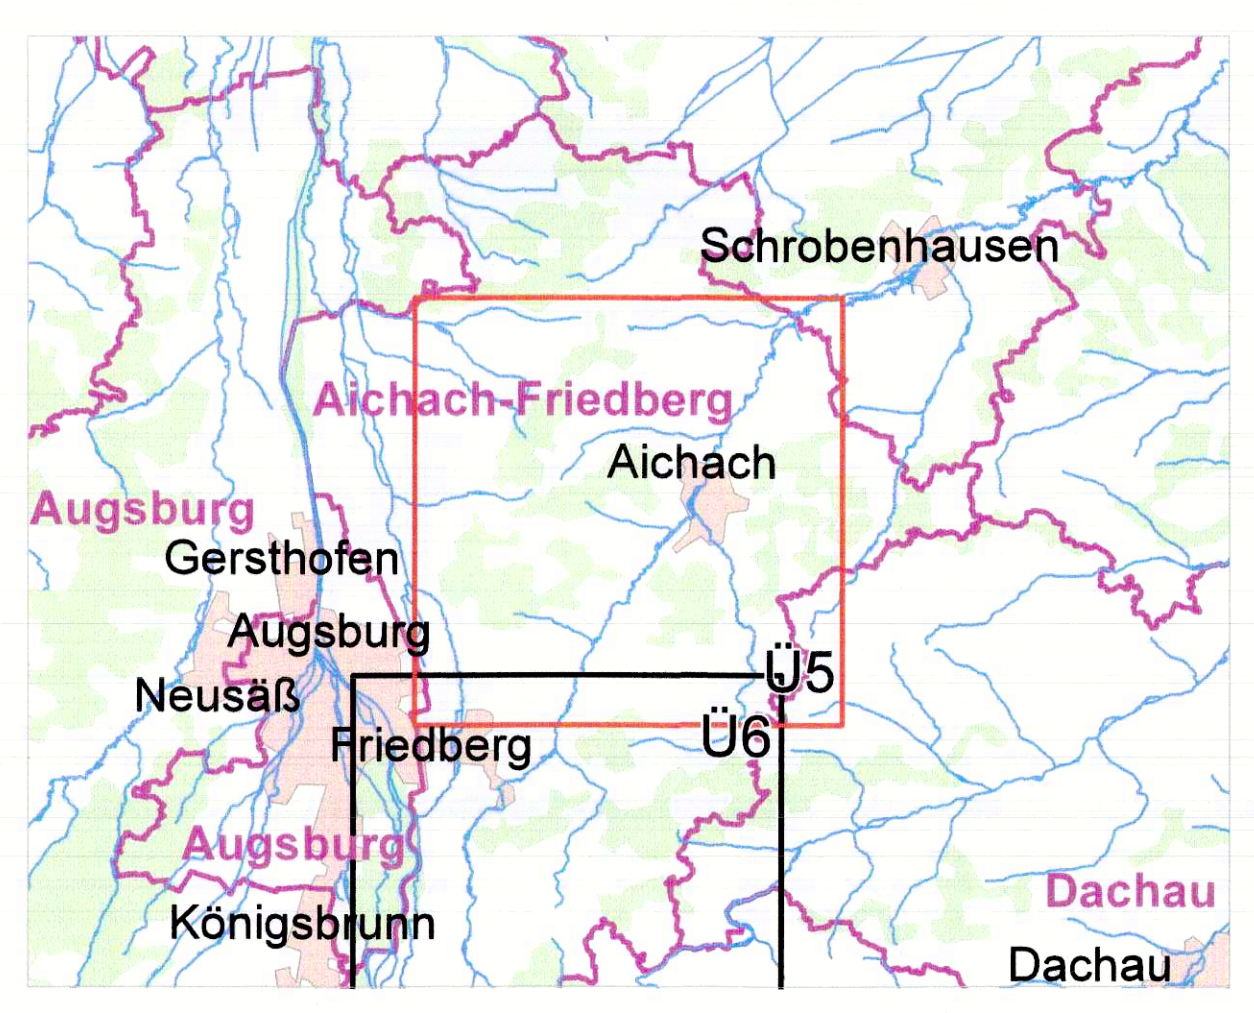 Schrobenhausen
Aichach-Friedberg
Aichach
Augsburg
Gersthofen
Augsburg
Ü5
Neusäß
Ü6
Friedberg
Augsburg
Dachau
Königsbrunn
Dachau